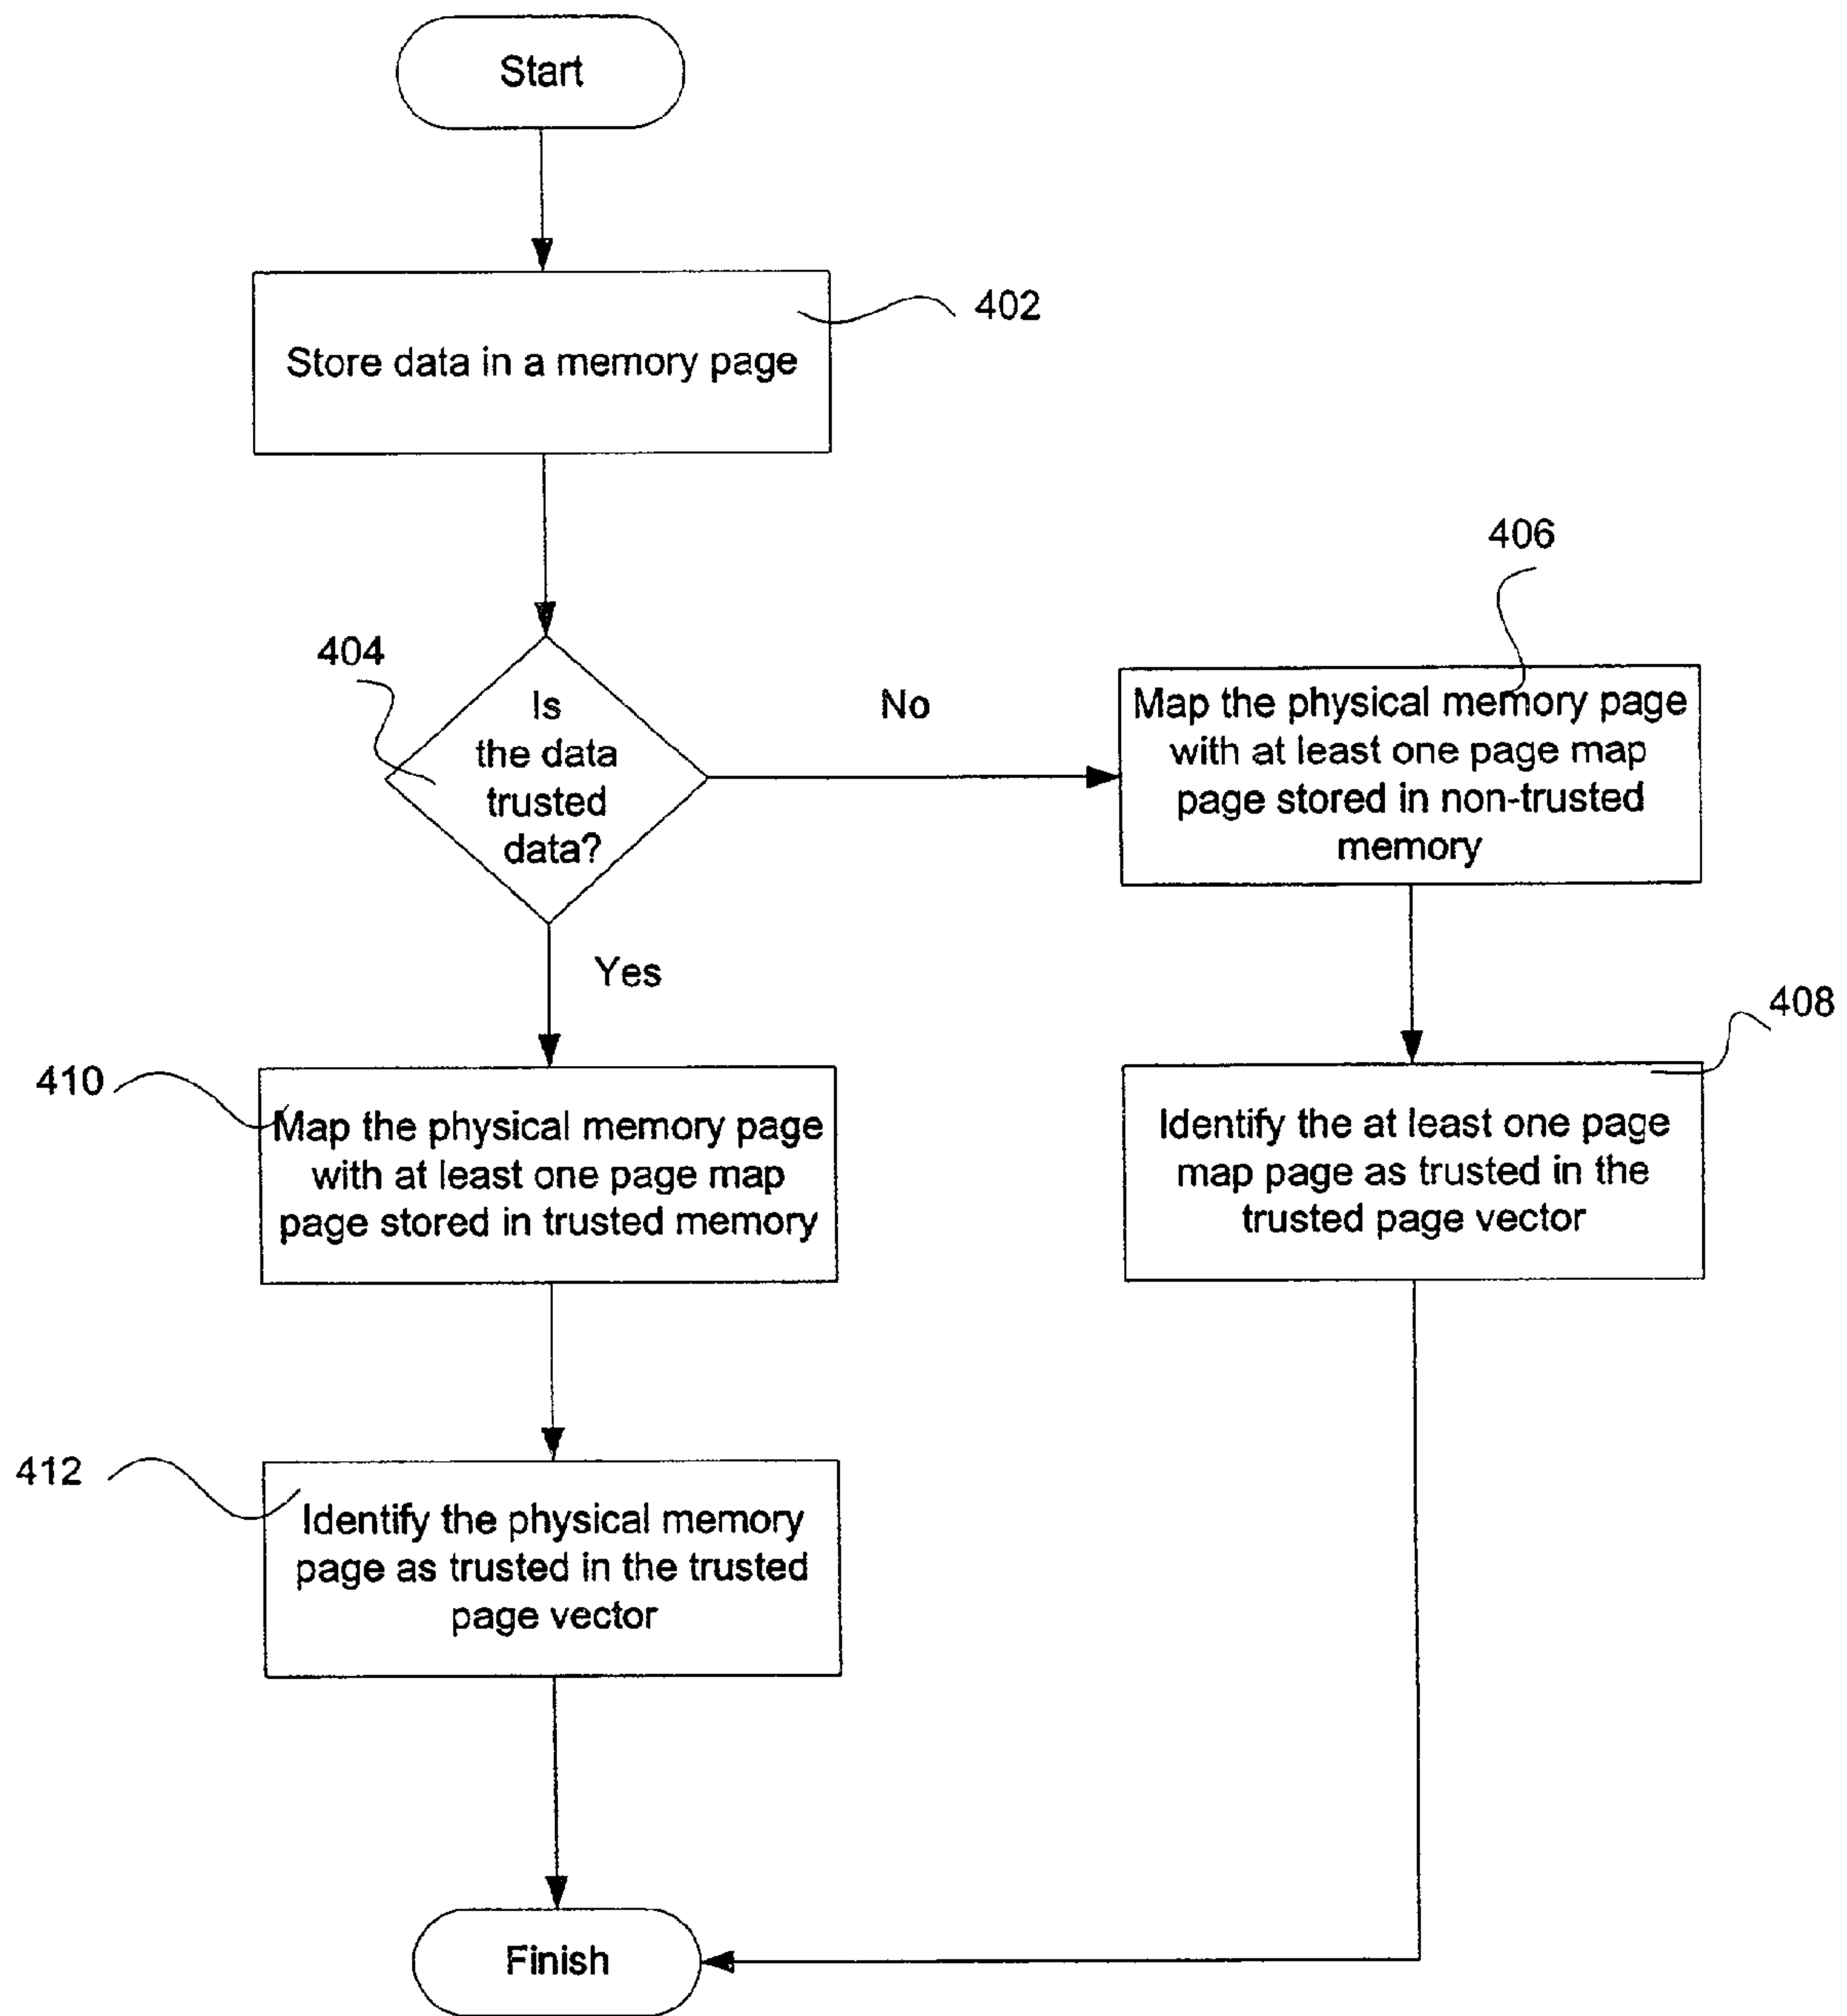 Start
402
Store data in a memory page
406
404
Is
the data
trusted
data?
No
Map the physical memory page
with at least one page map
page stored in non-trusted
memory
Yes
408
410
Map the physical memory page
with at least one page map
page stored in trusted memory
Identify the at least one page
map page as trusted in the
trusted page vector
412
Identify the physical memory
page as trusted in the trusted
page vector
Finish